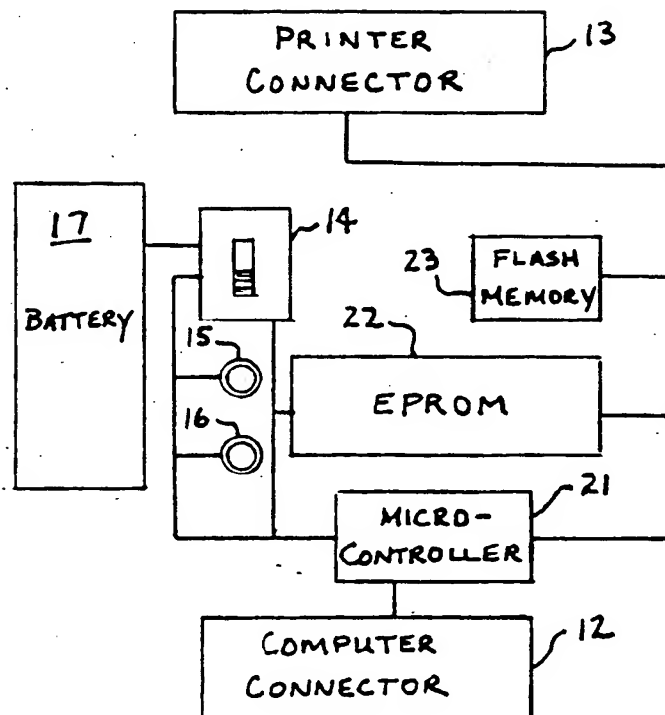 PRINTER
CONNECTOR
13
17
BATTERY
14
23
FLASH
MEMORY
15
22
EPROM
16
21
MICRO-
CONTROLLER
COMPUTER
CONNECTOR
12